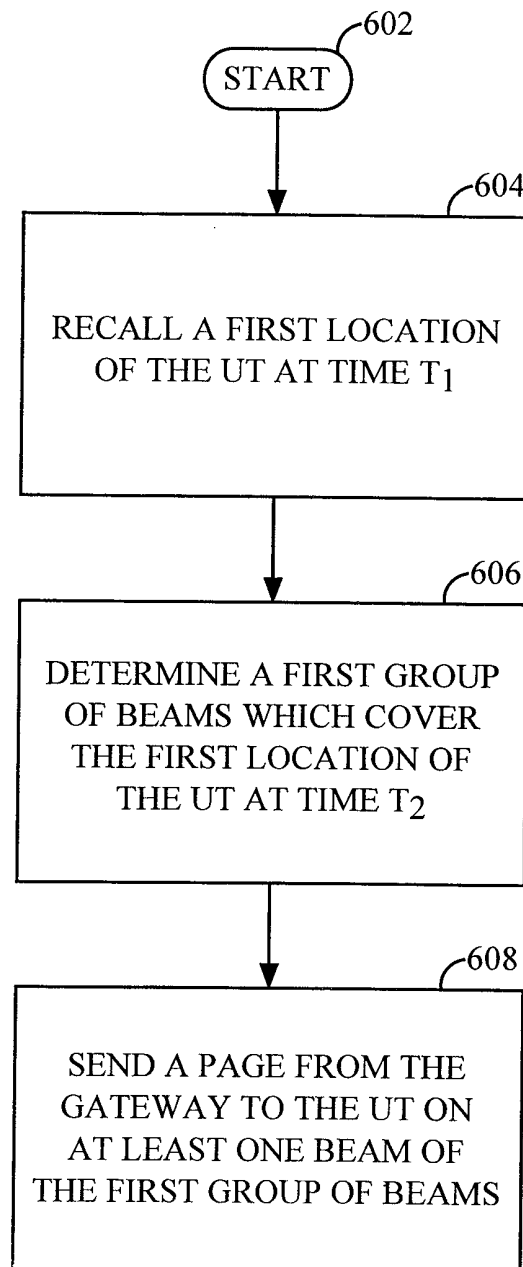 602
START
604
RECALL A FIRST LOCATION
OF THE UT AT TIME T1
606
DETERMINE A FIRST GROUP
OF BEAMS WHICH COVER
THE FIRST LOCATION OF
THE UT AT TIME T2
608
SEND A PAGE FROM THE
GATEWAY TO THE UT ON
AT LEAST ONE BEAM OF
THE FIRST GROUP OF BEAMS